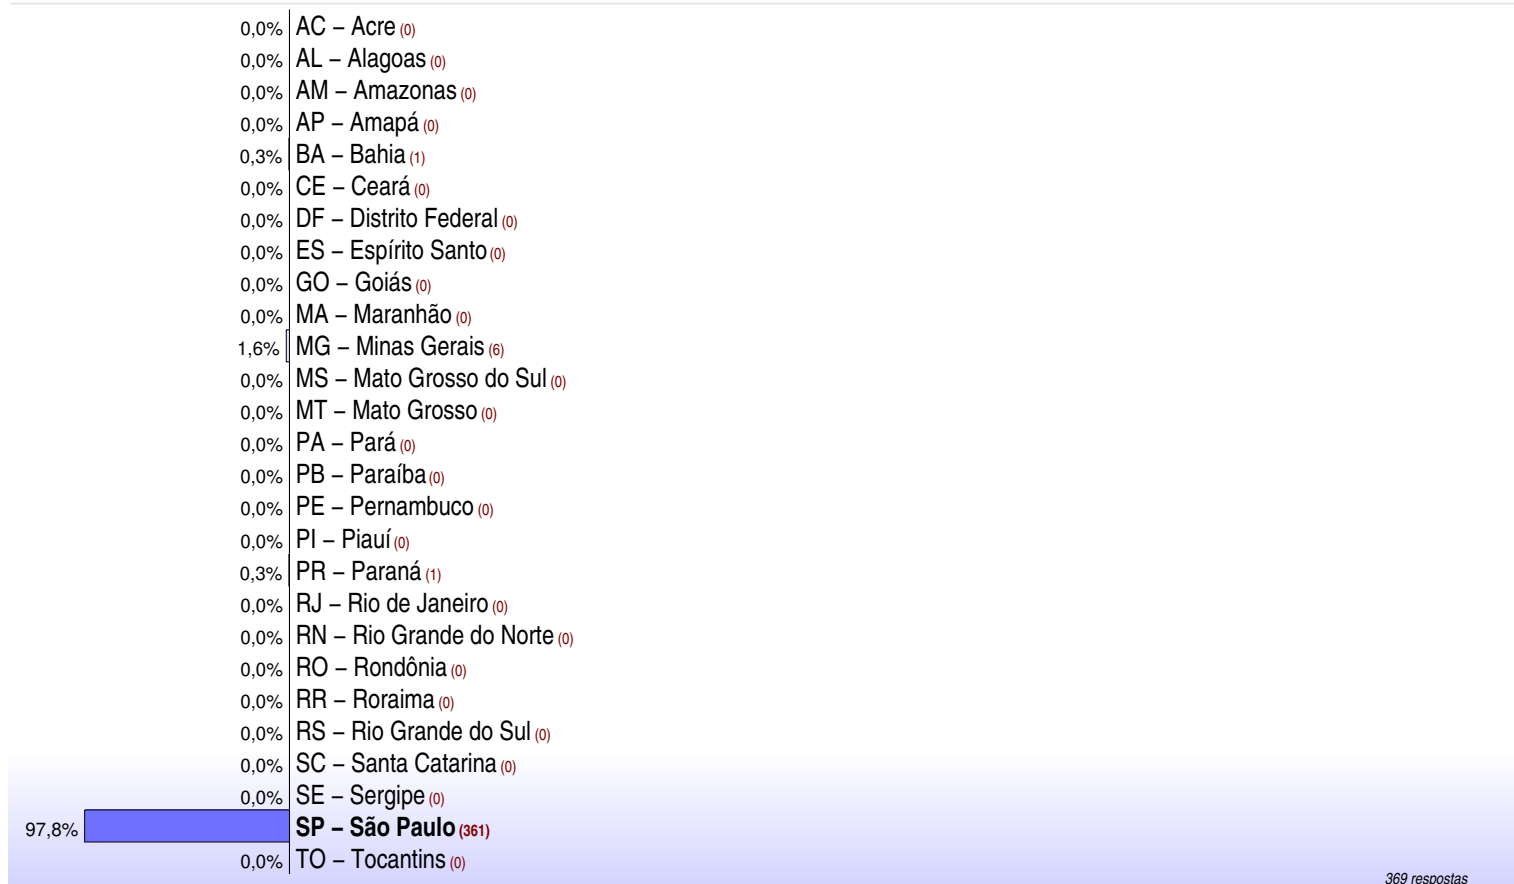 0,0% AC – Acre (0)
0,0% AL – Alagoas (0)
0,0% AM – Amazonas (0)
0,0% AP – Amapá (0)
0,3% BA – Bahia (1)
0,0% CE – Ceará (0)
0,0% DF – Distrito Federal (0)
0,0% ES – Espírito Santo (0)
0,0% GO – Goiás (0)
0,0% MA – Maranhão (0)
1,6% MG – Minas Gerais (6)
0,0% MS – Mato Grosso do Sul (0)
0,0% MT – Mato Grosso (0)
0,0% PA – Pará (0)
0,0% PB – Paraíba (0)
0,0% PE – Pernambuco (0)
0,0% PI – Piauí (0)
0,3% PR – Paraná (1)
0,0% RJ – Rio de Janeiro (0)
0,0% RN – Rio Grande do Norte (0)
0,0% RO – Rondônia (0)
0,0% RR – Roraima (0)
0,0% RS – Rio Grande do Sul (0)
0,0% SC – Santa Catarina (0)
0,0% SE – Sergipe (0)
97,8% SP – São Paulo (361)
0,0% TO – Tocantins (0)
369 respostas